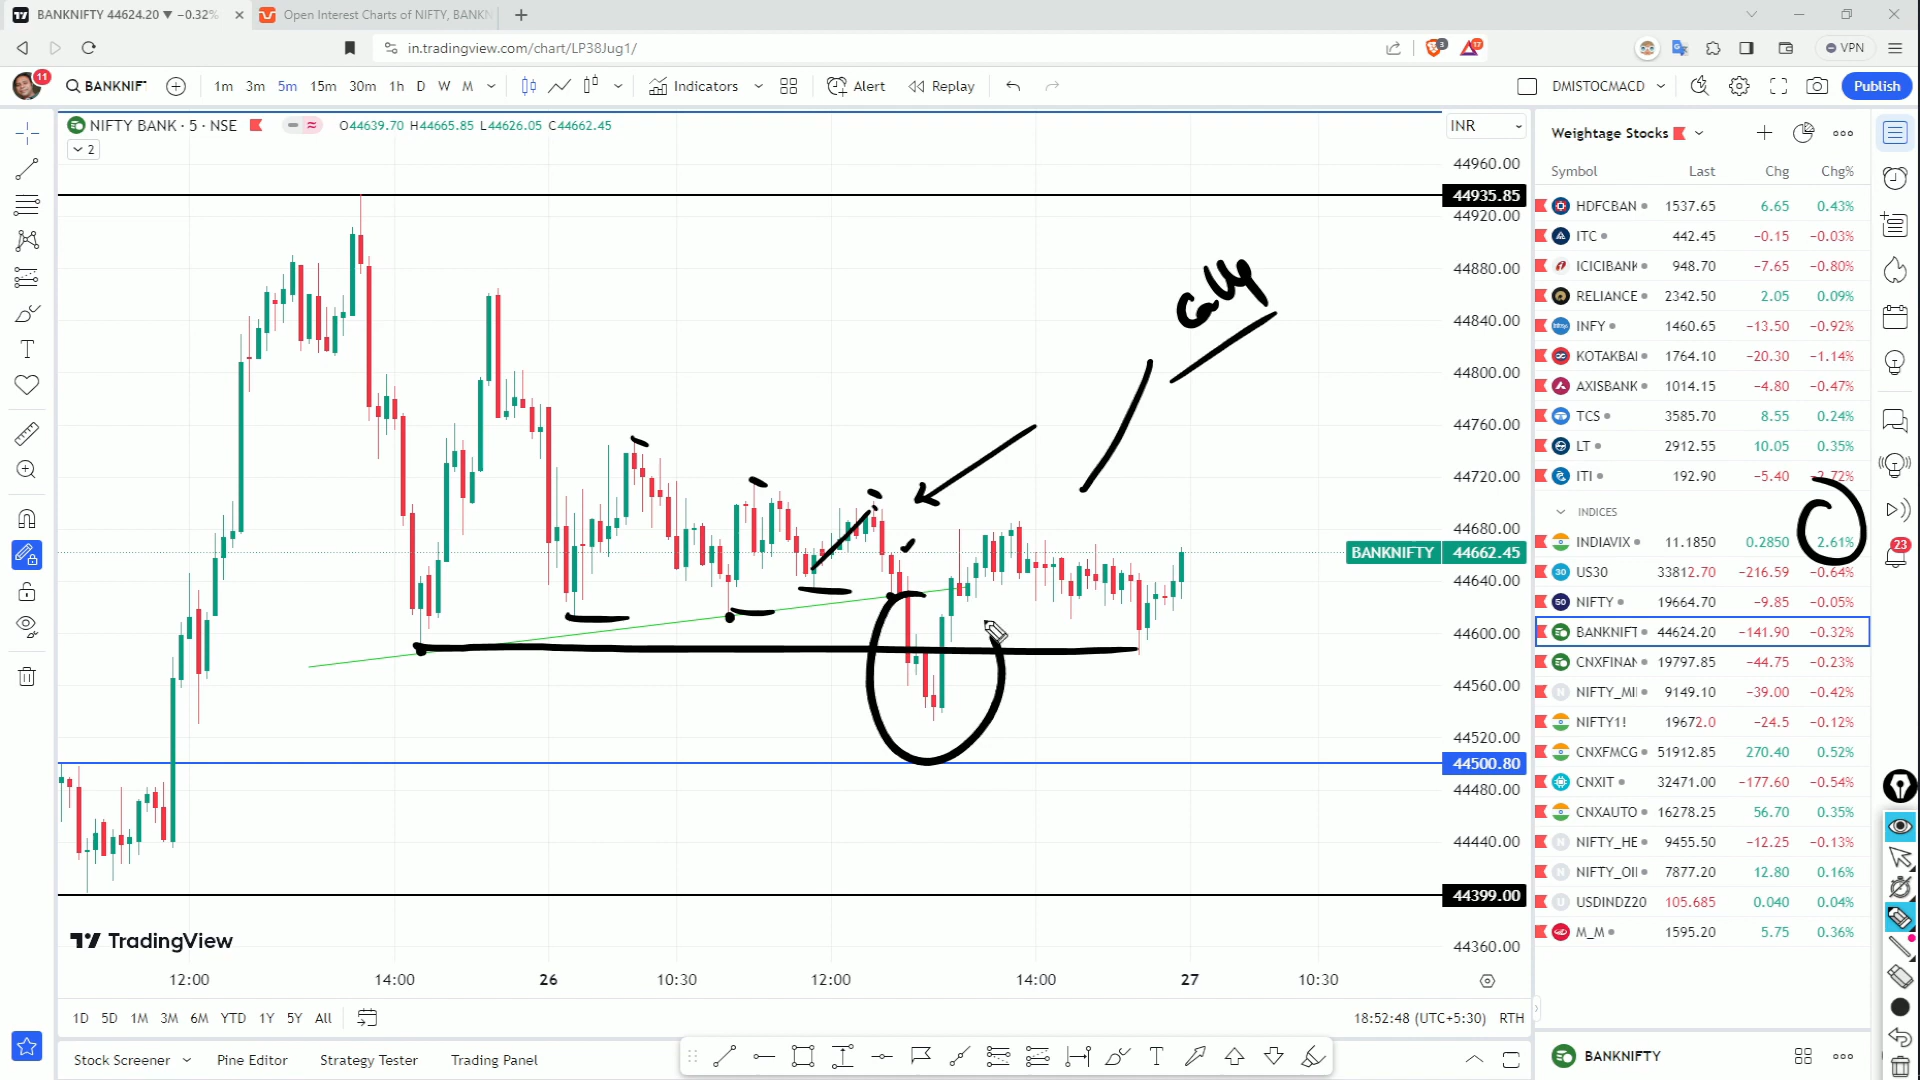 BANKNIFTY 44624.20 ▼ −0.32%
Open Interest Charts of NIFTY, BANKN
in.tradingview.com/chart/LP38Jug1/
3
17
VPN
11
BANKNIF
1m 3m 5m 15m 30m 1h D W M
Indicators
Alert
Replay
DMISTOCMACD
Publish
NIFTY BANK · 5 · NSE
O44639.70 H44665.85 L44626.05 C44662.45
2
INR
44960.00
44935.85
44920.00
44880.00
44840.00
44800.00
44760.00
44720.00
44680.00
BANKNIFTY 44662.45
44640.00
44600.00
44560.00
44520.00
44500.80
44480.00
44440.00
44399.00
44360.00
TradingView
12:00 14:00 26 10:30 12:00 14:00 27 10:30
1D 5D 1M 3M 6M YTD 1Y 5Y All
18:52:48 (UTC+5:30) RTH
Stock Screener Pine Editor Strategy Tester Trading Panel
Weightage Stocks
Symbol Last Chg Chg%
HDFCBAN 1537.65 6.65 0.43%
ITC 442.45 −0.15 −0.03%
ICICIBANK 948.70 −7.65 −0.80%
RELIANCE 2342.50 2.05 0.09%
INFY 1460.65 −13.50 −0.92%
KOTAKBAI 1764.10 −20.30 −1.14%
AXISBANK 1014.15 −4.80 −0.47%
TCS 3585.70 8.55 0.24%
LT 2912.55 10.05 0.35%
ITI 192.90 −5.40 −2.72%
INDICES
INDIAVIX 11.1850 0.2850 2.61%
30 US30 33812.70 −216.59 −0.64%
50 NIFTY 19664.70 −9.85 −0.05%
BANKNIFT 44624.20 −141.90 −0.32%
CNXFINAN 19797.85 −44.75 −0.23%
N NIFTY_MI 9149.10 −39.00 −0.42%
NIFTY1! 19672.0 −24.5 −0.12%
CNXFMCG 51912.85 270.40 0.52%
CNXIT 32471.00 −177.60 −0.54%
CNXAUTO 16278.25 56.70 0.35%
N NIFTY_HE 9455.50 −12.25 −0.13%
N NIFTY_OII 7877.20 12.80 0.16%
U USDINDZ20 105.685 0.040 0.04%
M_M 1595.20 5.75 0.36%
BANKNIFTY
23